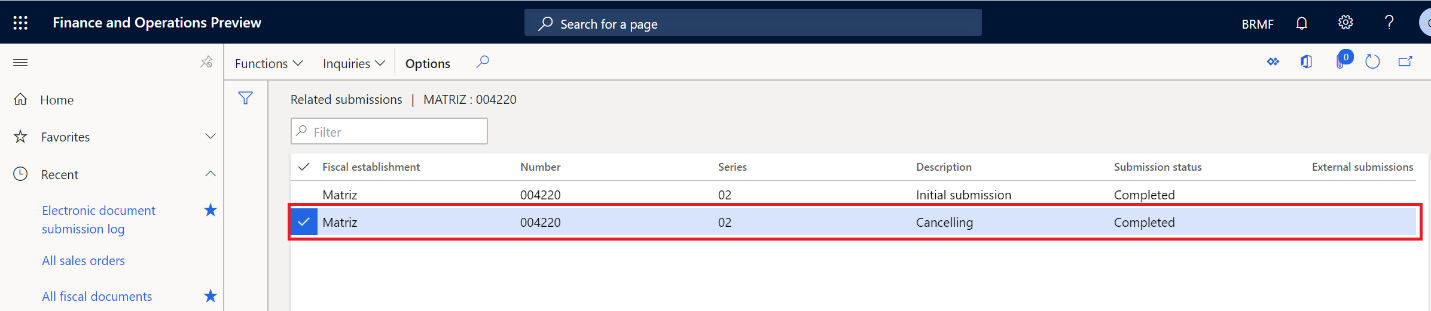 Finance and Operations Preview
Search for a page
BRMF
?
Functions Inquiries Options
0
Home
Favorites
Recent
Electronic document
submission log
All sales orders
All fiscal documents
Related submissions | MATRIZ : 004220
Filter
Fiscal establishment Number Series Description Submission status External submissions
Matriz 004220 02 Initial submission Completed
Matriz 004220 02 Cancelling Completed